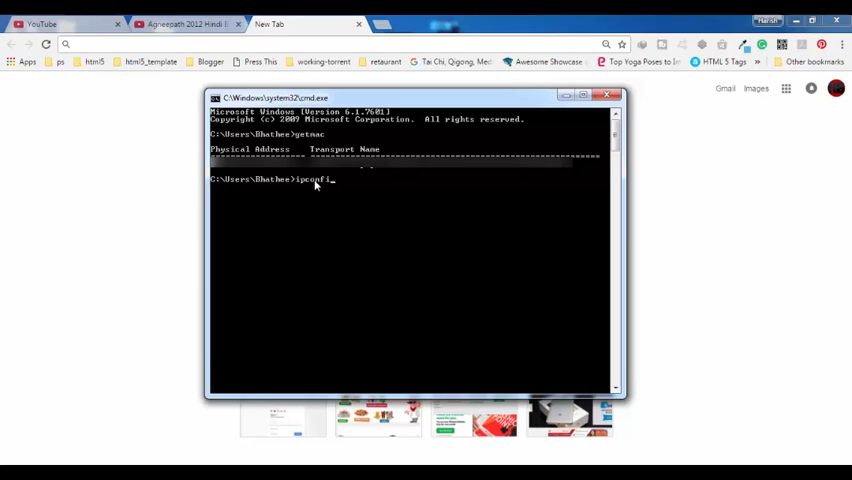 YouTube
Agneepath 2012 Hindi
New Tab
Harish
Apps
ps
html5
html5_template
Blogger
Press This
retaurant
Tai Chi, Qigong, Med
Awesome Showcase
working-torrent
Top Yoga Poses to Im
HTML 5 Tags
Other bookmarks
Gmail
Images
C:\Windows\system32\cmd.exe
Microsoft Windows [Version 6.1.7601]
Copyright (c) 2009 Microsoft Corporation. All rights reserved.
C:\Users\Bhathee>getmac
Physical Address Transport Name
C:\Users\Bhathee>ipconfi_